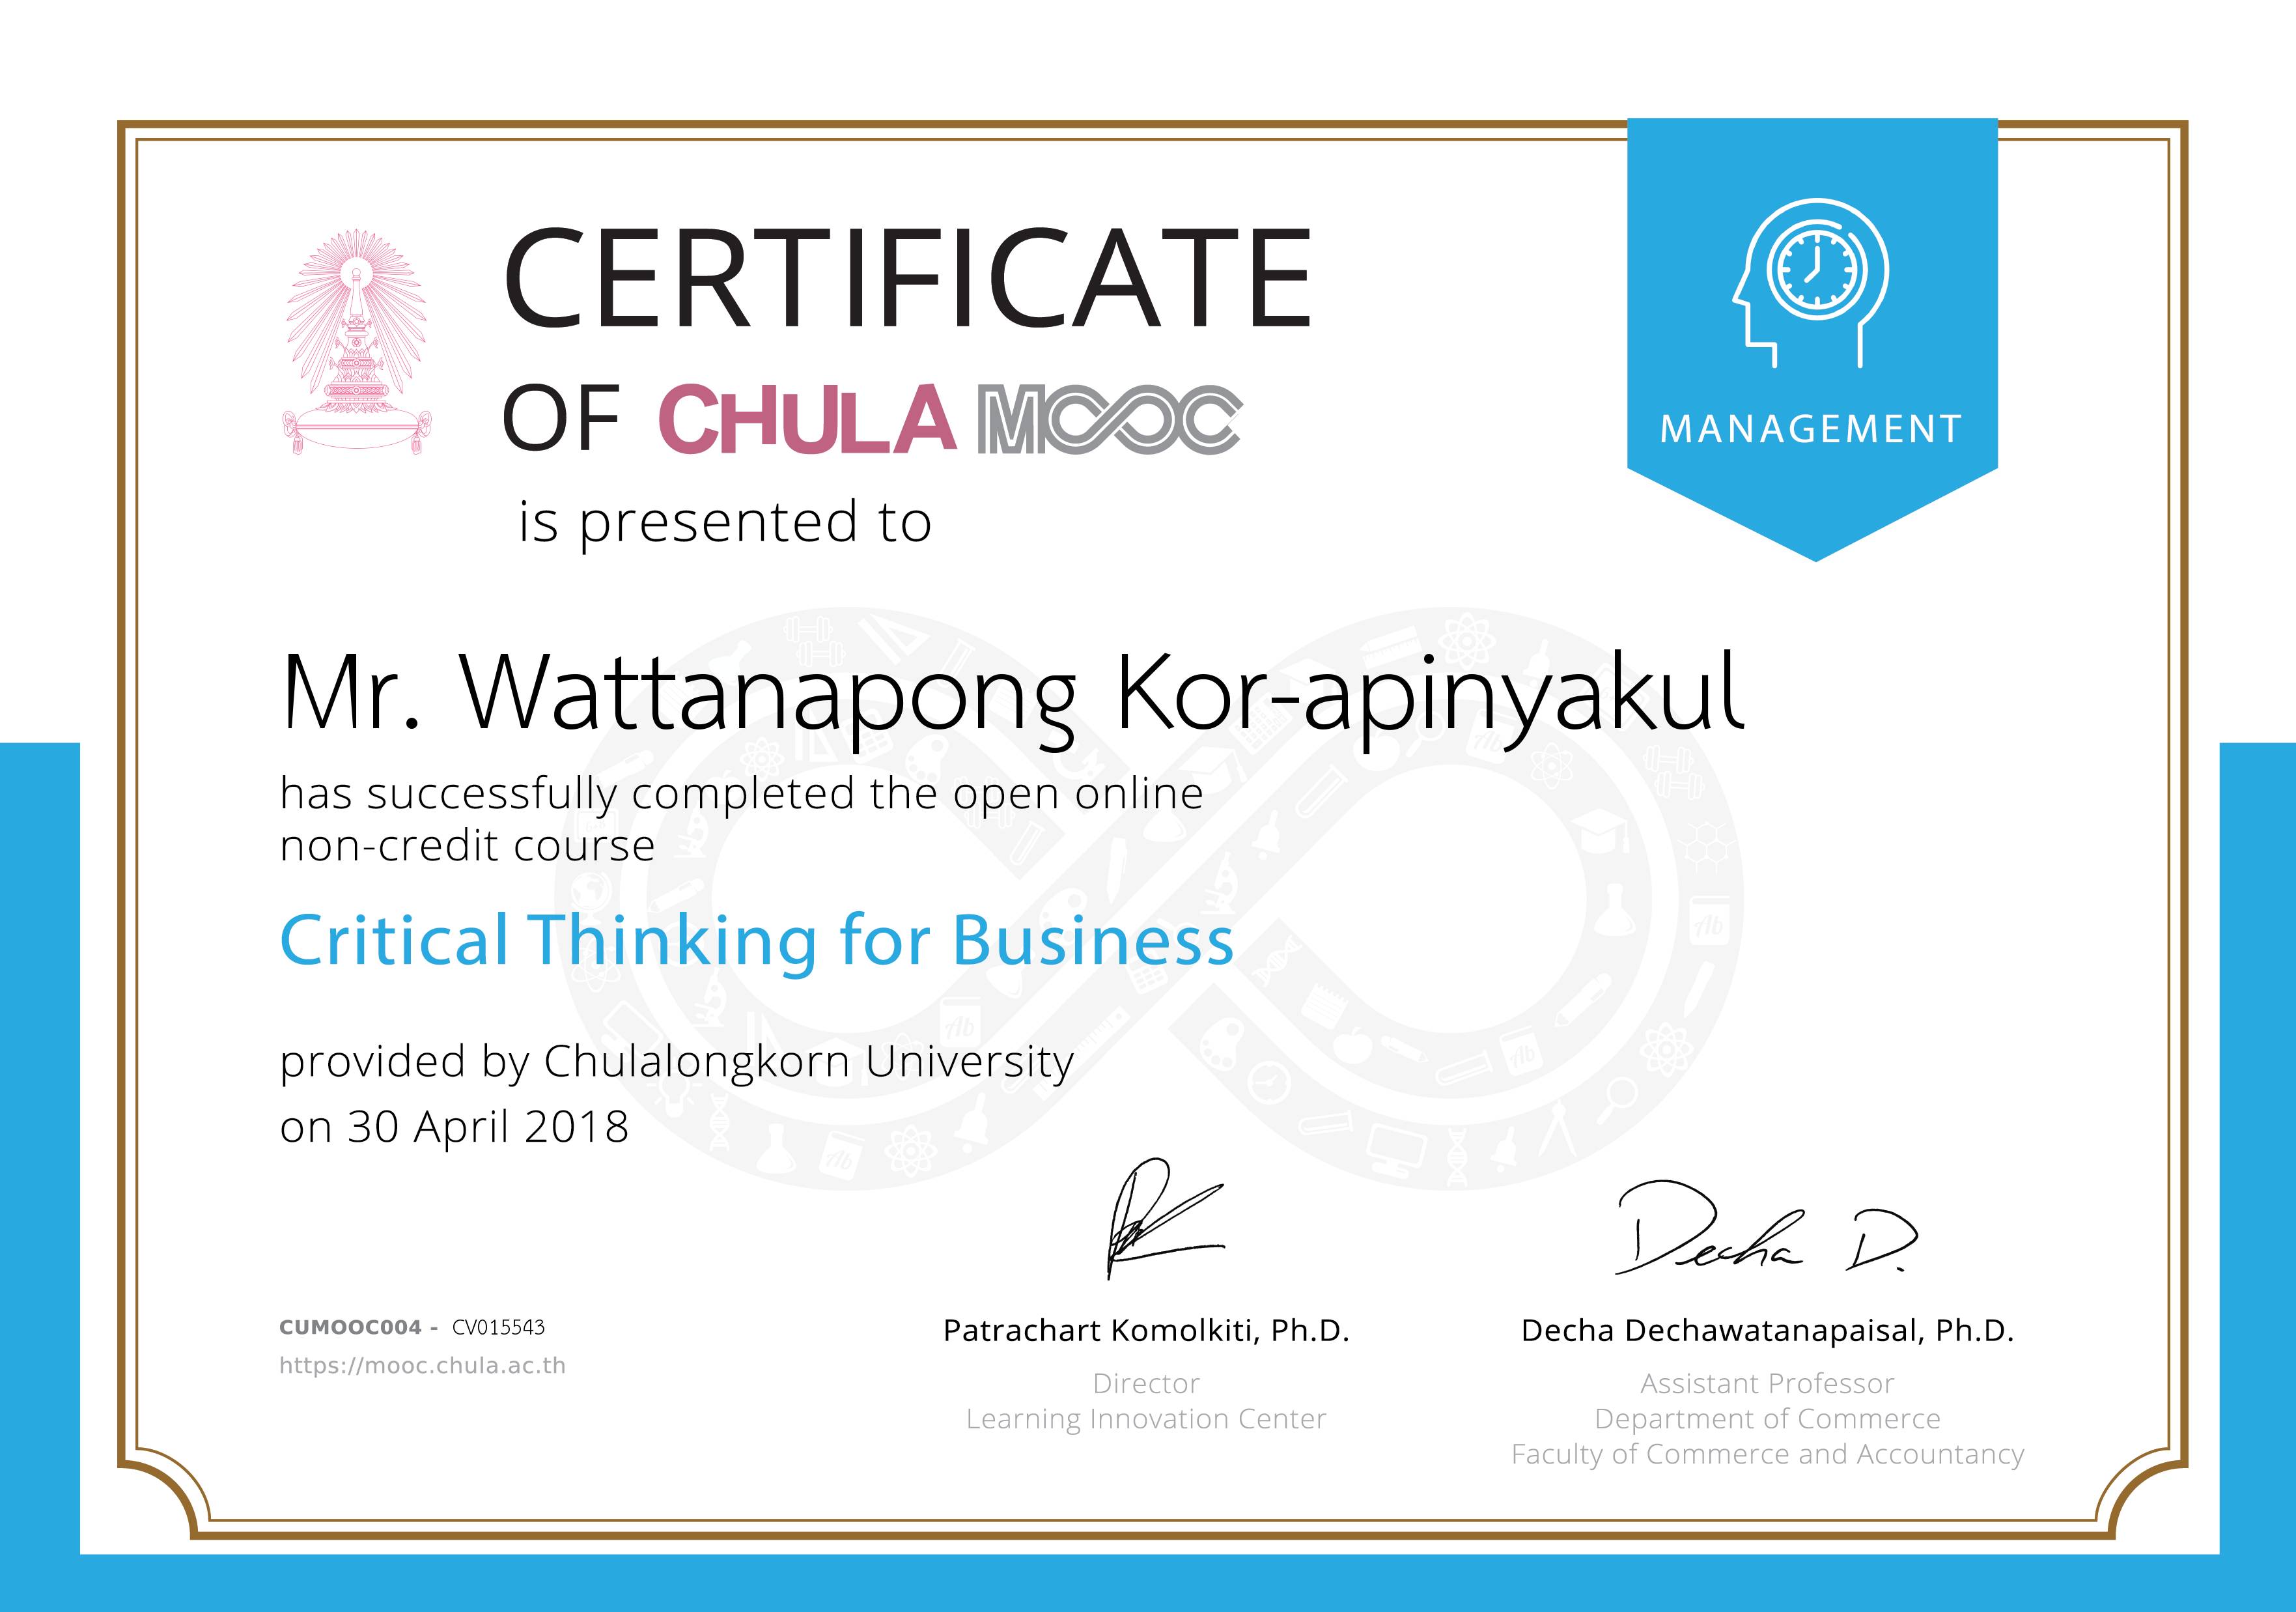 CERTIFICATE
OF CHULA MOOC
is presented to
MANAGEMENT
Mr. Wattanapong Kor-apinyakul
has successfully completed the open online
non-credit course
Critical Thinking for Business
provided by Chulalongkorn University
on 30 April 2018
Decha D.
CUMOOC004 - CV015543
https://mooc.chula.ac.th
Patrachart Komolkiti, Ph.D.
Director
Learning Innovation Center
Decha Dechawatanapaisal, Ph.D.
Assistant Professor
Department of Commerce
Faculty of Commerce and Accountancy